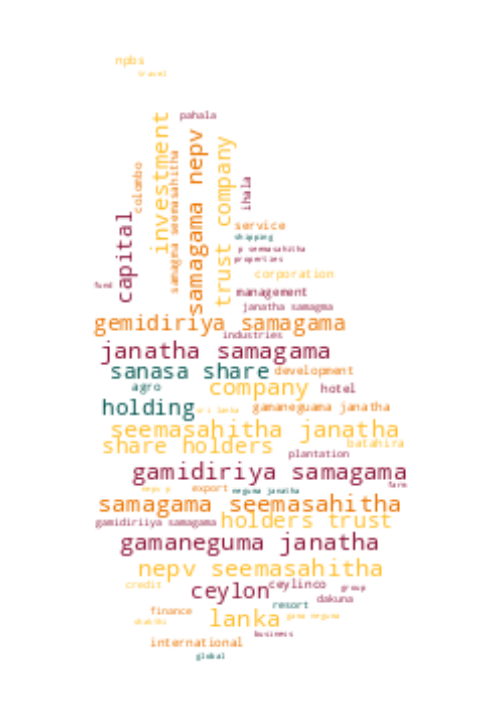 npbs
travel
pahala
investment
samagama nepv
trust company
samagma seemasahitha
colombo
ihala
capital
service
shipping
p seemasahitha
properties
corporation
fund
management
janatha samagma
gemidiriya samagama
industries
janatha samagama
sanasa share
development
agro
company
hotel
holding
sri lanka
gamaneguama janatha
seemasahitha janatha
share holders
batahira
plantation
gamidiriya samagama
farm
nepv p
export
neguma janatha
samagama seemasahitha
gamidiriiya samagama
holders trust
gamaneguma janatha
nepv seemasahitha
credit
ceylon
ceylinco
group
dakuna
resort
finance
lanka
gama neguma
shakthi
business
international
global